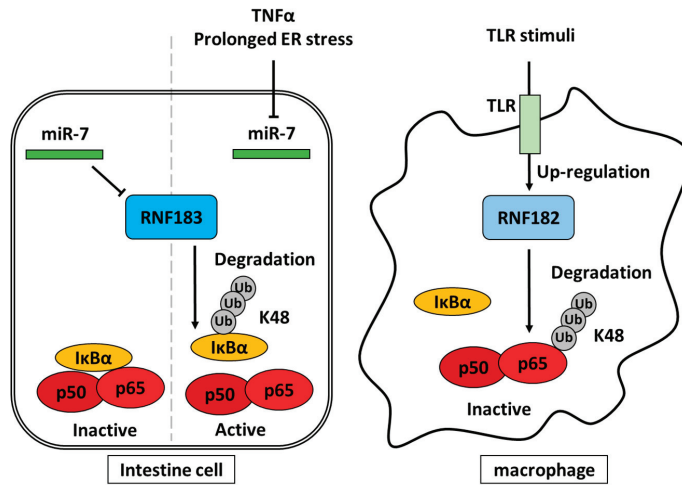 TNFα
Prolonged ER stress
miR-7
miR-7
RNF183
Degradation
Ub
Ub
Ub
K48
IκBα
IκBα
p50
p65
p50
p65
Inactive
Active
Intestine cell
TLR stimuli
TLR
Up-regulation
RNF182
Degradation
IκBα
Ub
Ub
Ub
K48
p50
p65
Inactive
macrophage